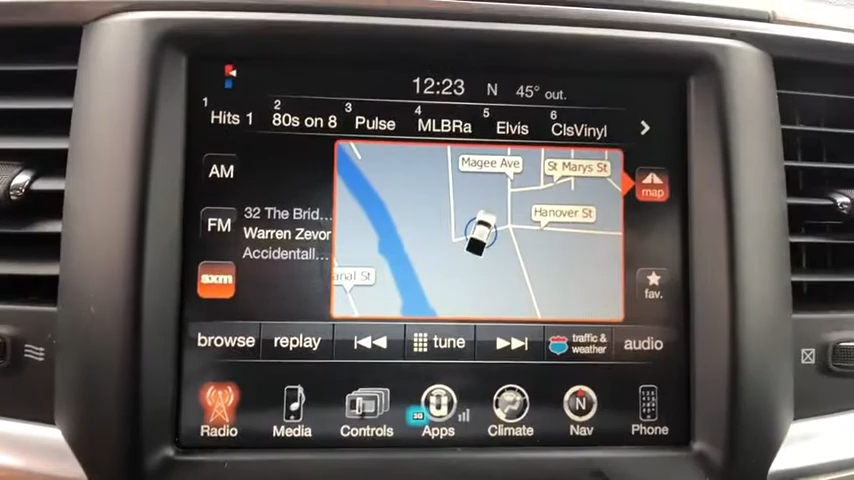 12:23 N 45° out.
1 Hits 1 2 80s on 8 3 Pulse 4 MLBRa 5 Elvis 6 ClsVinyl
AM
FM
sxm
32 The Brid...
Warren Zevor
Accidentall...
Magee Ave
St Marys St
Hanover St
anal St
map
fav.
browse replay tune traffic & weather audio
Radio Media Controls 3G Apps Climate N Nav Phone